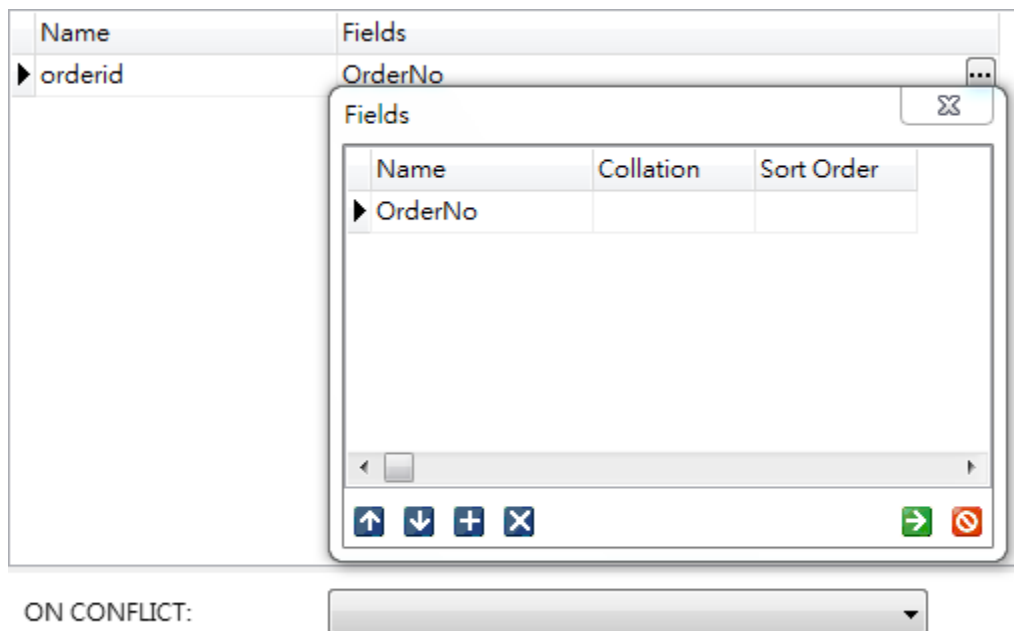 Name Fields
orderid OrderNo ...
Fields
Name Collation Sort Order
OrderNo
ON CONFLICT: